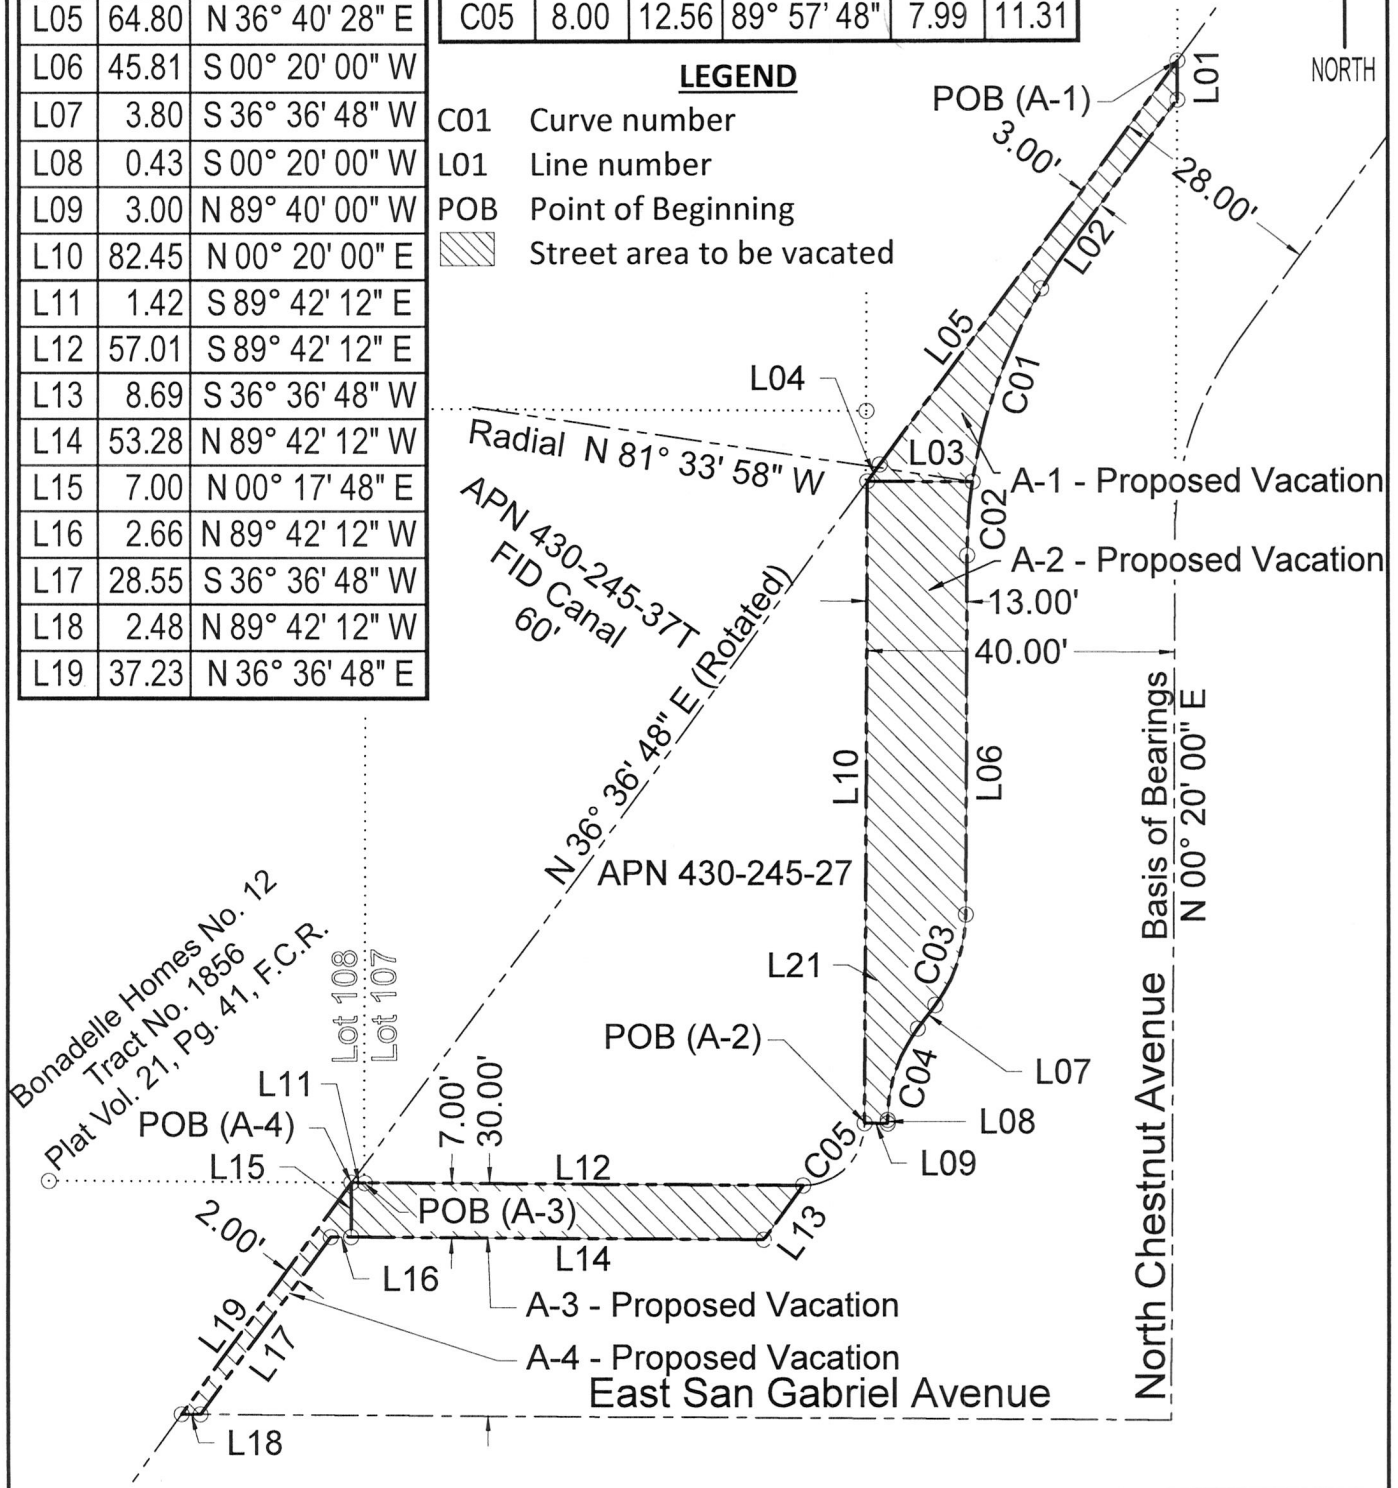 L05 64.80 N 36° 40' 28" E
L06 45.81 S 00° 20' 00" W
L07 3.80 S 36° 36' 48" W
L08 0.43 S 00° 20' 00" W
L09 3.00 N 89° 40' 00" W
L10 82.45 N 00° 20' 00" E
L11 1.42 S 89° 42' 12" E
L12 57.01 S 89° 42' 12" E
L13 8.69 S 36° 36' 48" W
L14 53.28 N 89° 42' 12" W
L15 7.00 N 00° 17' 48" E
L16 2.66 N 89° 42' 12" W
L17 28.55 S 36° 36' 48" W
L18 2.48 N 89° 42' 12" W
L19 37.23 N 36° 36' 48" E
C05 8.00 12.56 89° 57' 48" 7.99 11.31
LEGEND
C01 Curve number
L01 Line number
POB Point of Beginning
Street area to be vacated
NORTH
POB (A-1)
L01
3.00'
28.00'
L02
L05
C01
L04
L03
Radial N 81° 33' 58" W
C02
A-1 - Proposed Vacation
A-2 - Proposed Vacation
APN 430-245-37T
FID Canal
60'
N 36° 36' 48" E (Rotated)
13.00'
40.00'
L10
L06
Basis of Bearings
N 00° 20' 00" E
North Chestnut Avenue
APN 430-245-27
L21
C03
POB (A-2)
L07
C04
L08
L09
C05
Bonadelle Homes No. 12
Tract No. 1856
Plat Vol. 21, Pg. 41, F.C.R.
Lot 108
Lot 107
L11
POB (A-4)
L15
7.00'
30.00'
L12
POB (A-3)
L13
2.00'
L14
L16
A-3 - Proposed Vacation
L19
L17
A-4 - Proposed Vacation
East San Gabriel Avenue
L18